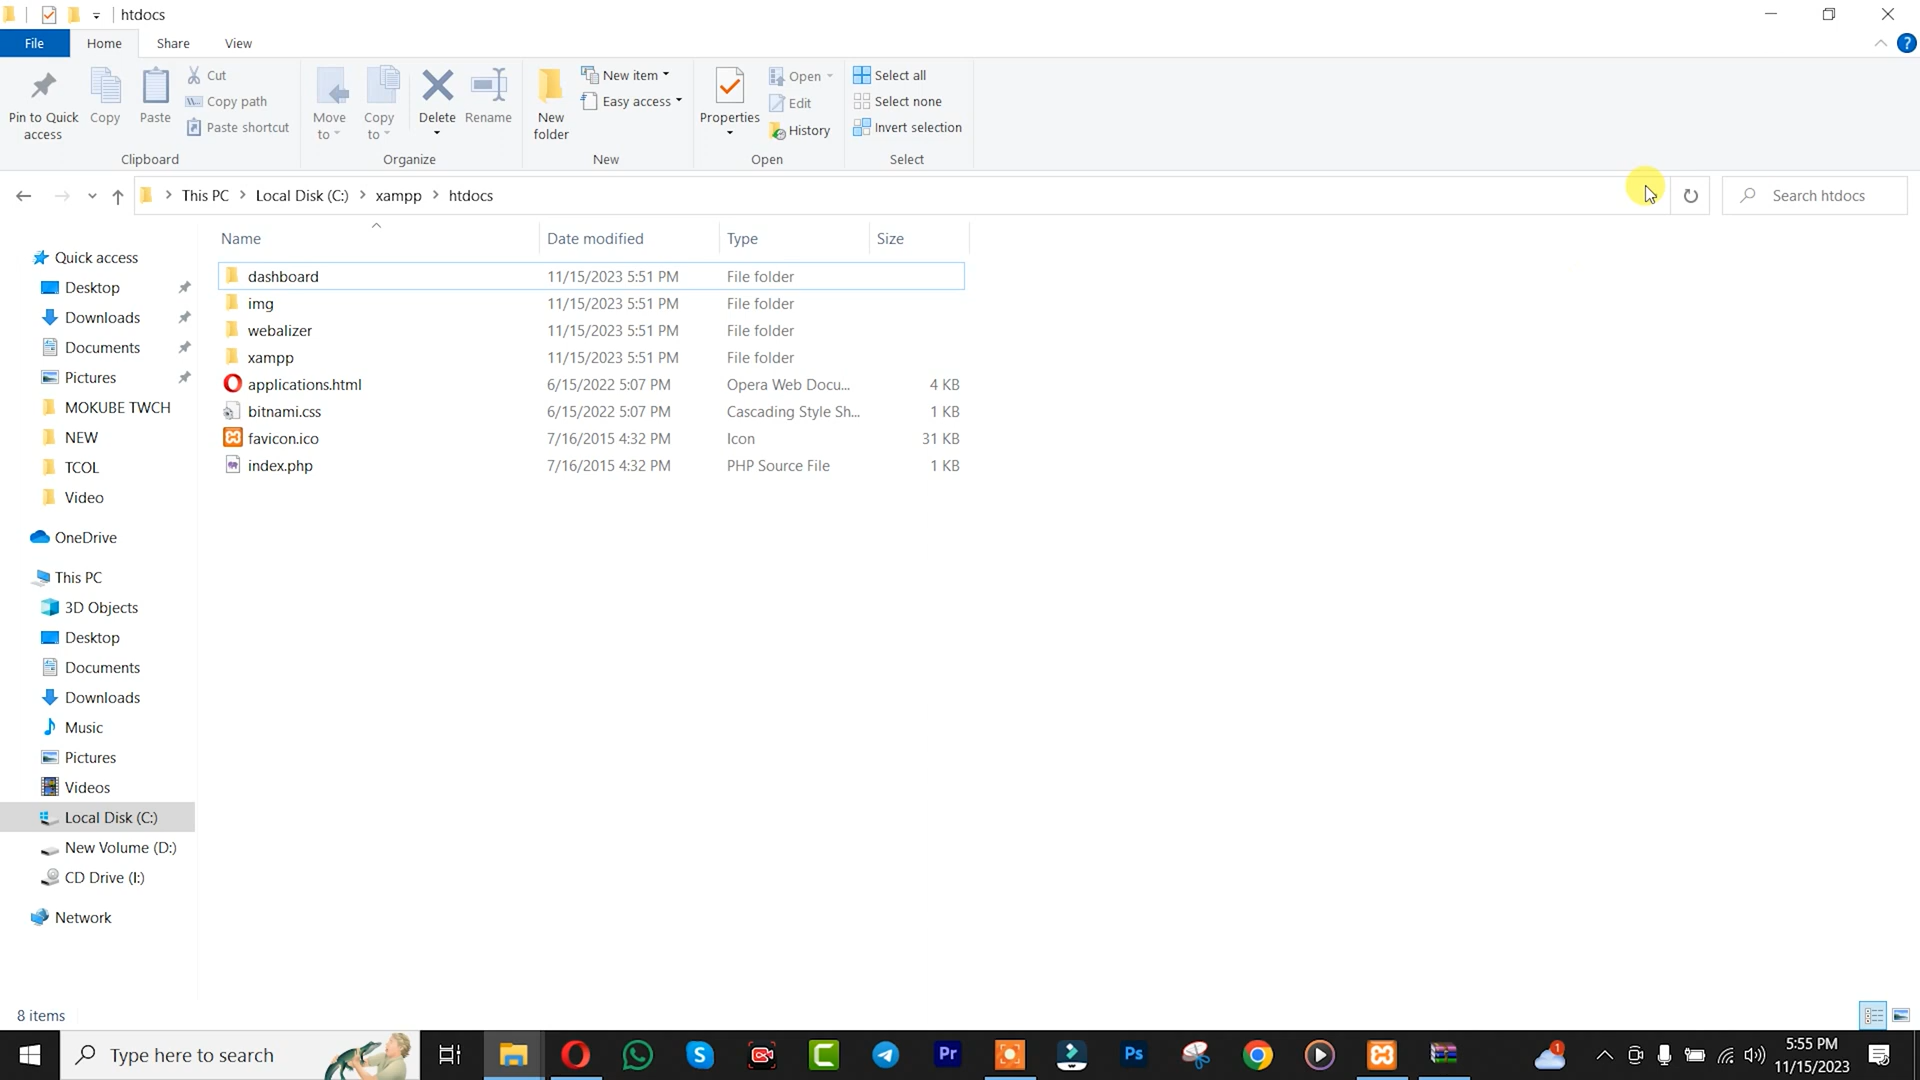 htdocs
File Home Share View
Pin to Quick access
Copy
Paste
Cut
Copy path
Paste shortcut
Clipboard
Move to
Copy to
Delete
Rename
Organize
New folder
New item
Easy access
New
Properties
Open
Edit
History
Open
Select all
Select none
Invert selection
Select
This PC Local Disk (C:) xampp htdocs
Search htdocs
Name Date modified Type Size
dashboard 11/15/2023 5:51 PM File folder
img 11/15/2023 5:51 PM File folder
webalizer 11/15/2023 5:51 PM File folder
xampp 11/15/2023 5:51 PM File folder
applications.html 6/15/2022 5:07 PM Opera Web Docu... 4 KB
bitnami.css 6/15/2022 5:07 PM Cascading Style Sh... 1 KB
favicon.ico 7/16/2015 4:32 PM Icon 31 KB
index.php 7/16/2015 4:32 PM PHP Source File 1 KB
Quick access
Desktop
Downloads
Documents
Pictures
MOKUBE TWCH
NEW
TCOL
Video
OneDrive
This PC
3D Objects
Desktop
Documents
Downloads
Music
Pictures
Videos
Local Disk (C:)
New Volume (D:)
CD Drive (I:)
Network
8 items
Type here to search
Pr
Ps
1
5:55 PM
11/15/2023